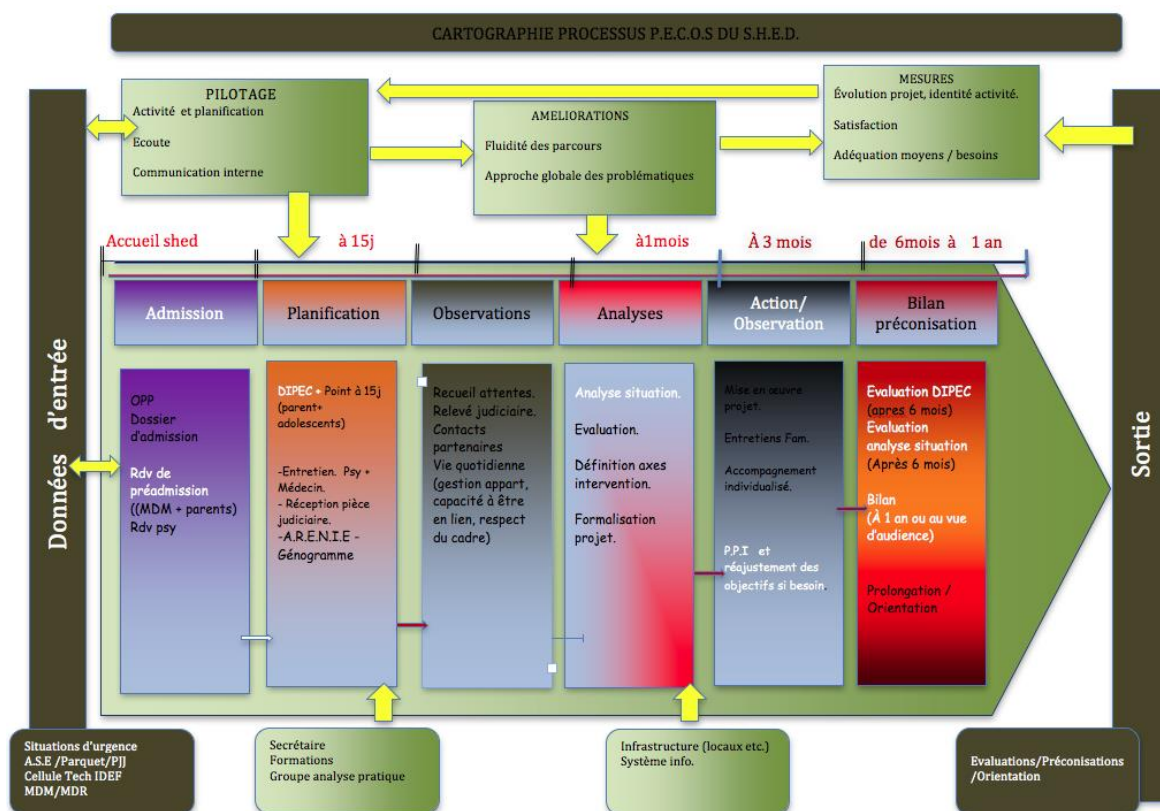 CARTOGRAPHIE PROCESSUS P.E.C.O.S DU S.H.E.D.
PILOTAGE
Activité et planification
Ecoute
Communication interne
AMELIORATIONS
Fluidité des parcours
Approche globale des problématiques
MESURES
Évolution projet, identité activité.
Satisfaction
Adéquation moyens / besoins
Données d'entrée
Sortie
Accueil shed
à 15j
à1mois
À 3 mois
de 6mois à 1 an
Admission
Planification
Observations
Analyses
Action/
Observation
Bilan
préconisation
OPP
Dossier
d'admission
Rdv de
préadmission
((MDM + parents)
Rdv psy
DIPEC + Point à 15j
(parent+
adolescents)
-Entretien. Psy +
Médecin.
- Réception pièce
judiciaire.
-A.R.E.N.I.E -
Génogramme
Recueil attentes.
Relevé judiciaire.
Contacts
partenaires
Vie quotidienne
(gestion appart,
capacité à être
en lien, respect
du cadre)
Analyse situation.
Evaluation.
Définition axes
intervention.
Formalisation
projet.
Mise en œuvre
projet.
Entretiens Fam.
Accompagnement
individualisé.
P.P.I et
réajustement des
objectifs si besoin.
Evaluation DIPEC
(apres 6 mois)
Evaluation
analyse situation
(Après 6 mois)
Bilan
(À 1 an ou au vue
d'audience)
Prolongation /
Orientation
Situations d'urgence
A.S.E /Parquet/PJJ
Cellule Tech IDEF
MDM/MDR
Secrétaire
Formations
Groupe analyse pratique
Infrastructure (locaux etc.)
Système info.
Evaluations/Préconisations
/Orientation